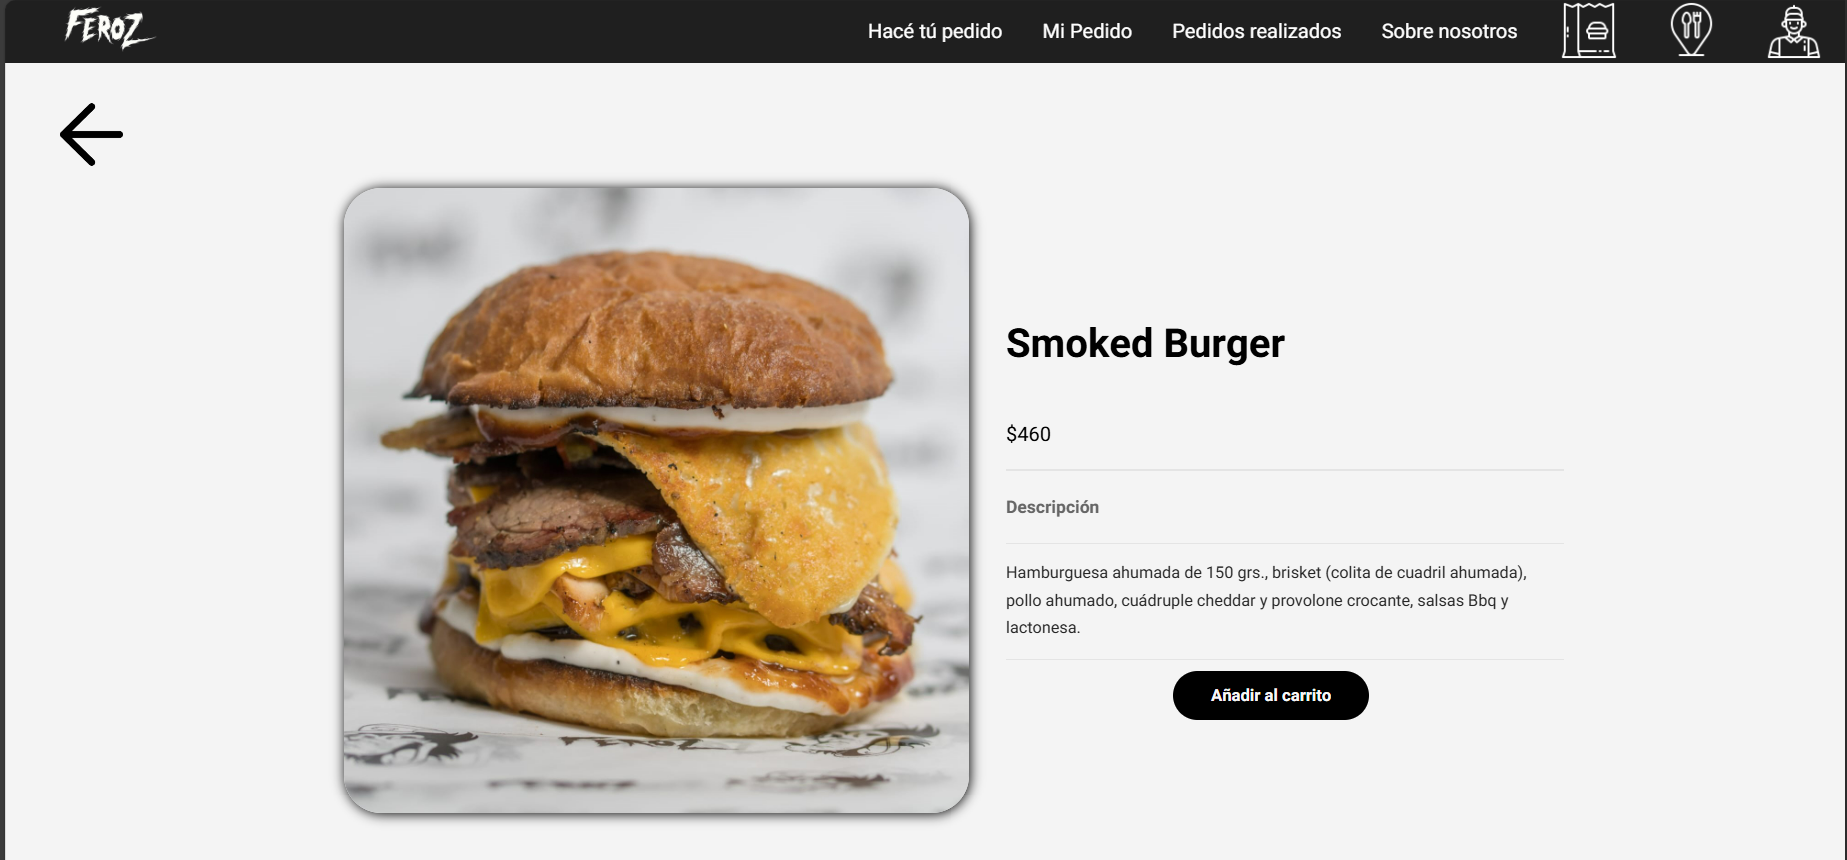 FEROZ
Hacé tú pedido
Mi Pedido
Pedidos realizados
Sobre nosotros
Smoked Burger
$460
Descripción
Hamburguesa ahumada de 150 grs., brisket (colita de cuadril ahumada),
pollo ahumado, cuádruple cheddar y provolone crocante, salsas Bbq y
lactonesa.
Añadir al carrito
FEROZ